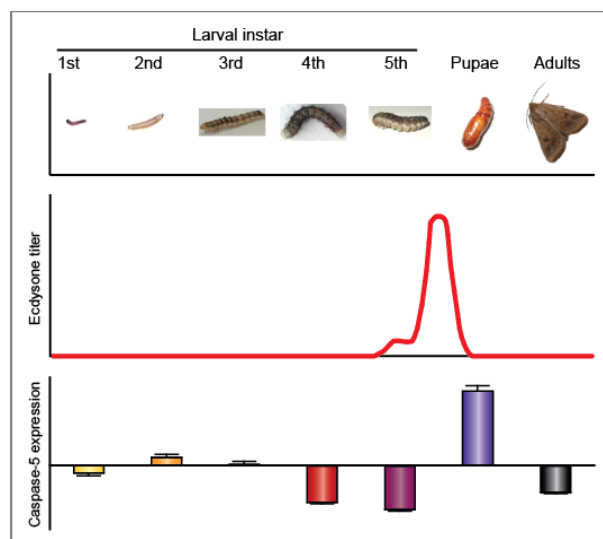 Larval instar
1st 2nd 3rd 4th 5th Pupae Adults
Ecdysone titer
Caspase-5 expression